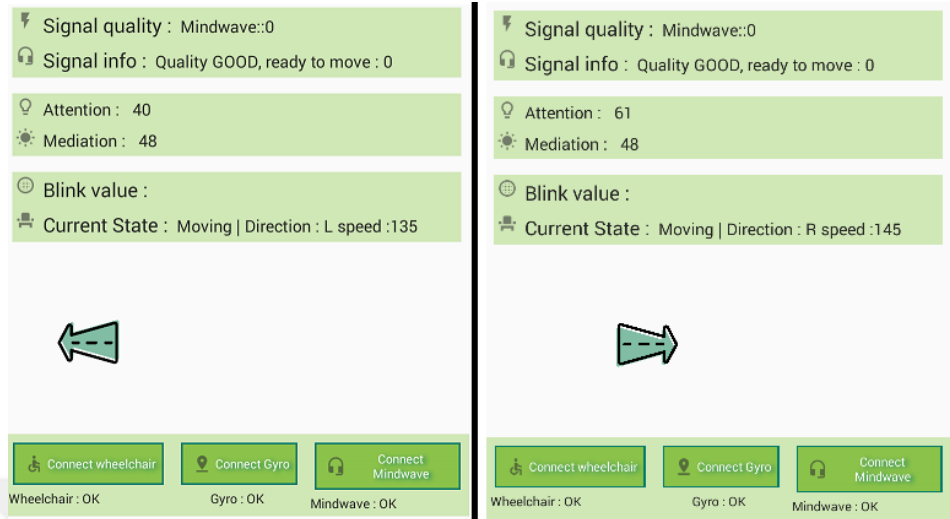 Signal quality : Mindwave::0
Signal info : Quality GOOD, ready to move : 0
Attention : 40
Mediation : 48
Blink value :
Current State : Moving | Direction : L speed :135
Connect wheelchair
Connect Gyro
Connect
Mindwave
Wheelchair : OK
Gyro : OK
Mindwave : OK
Signal quality : Mindwave::0
Signal info : Quality GOOD, ready to move : 0
Attention : 61
Mediation : 48
Blink value :
Current State : Moving | Direction : R speed :145
Connect wheelchair
Connect Gyro
Connect
Mindwave
Wheelchair : OK
Gyro : OK
Mindwave : OK